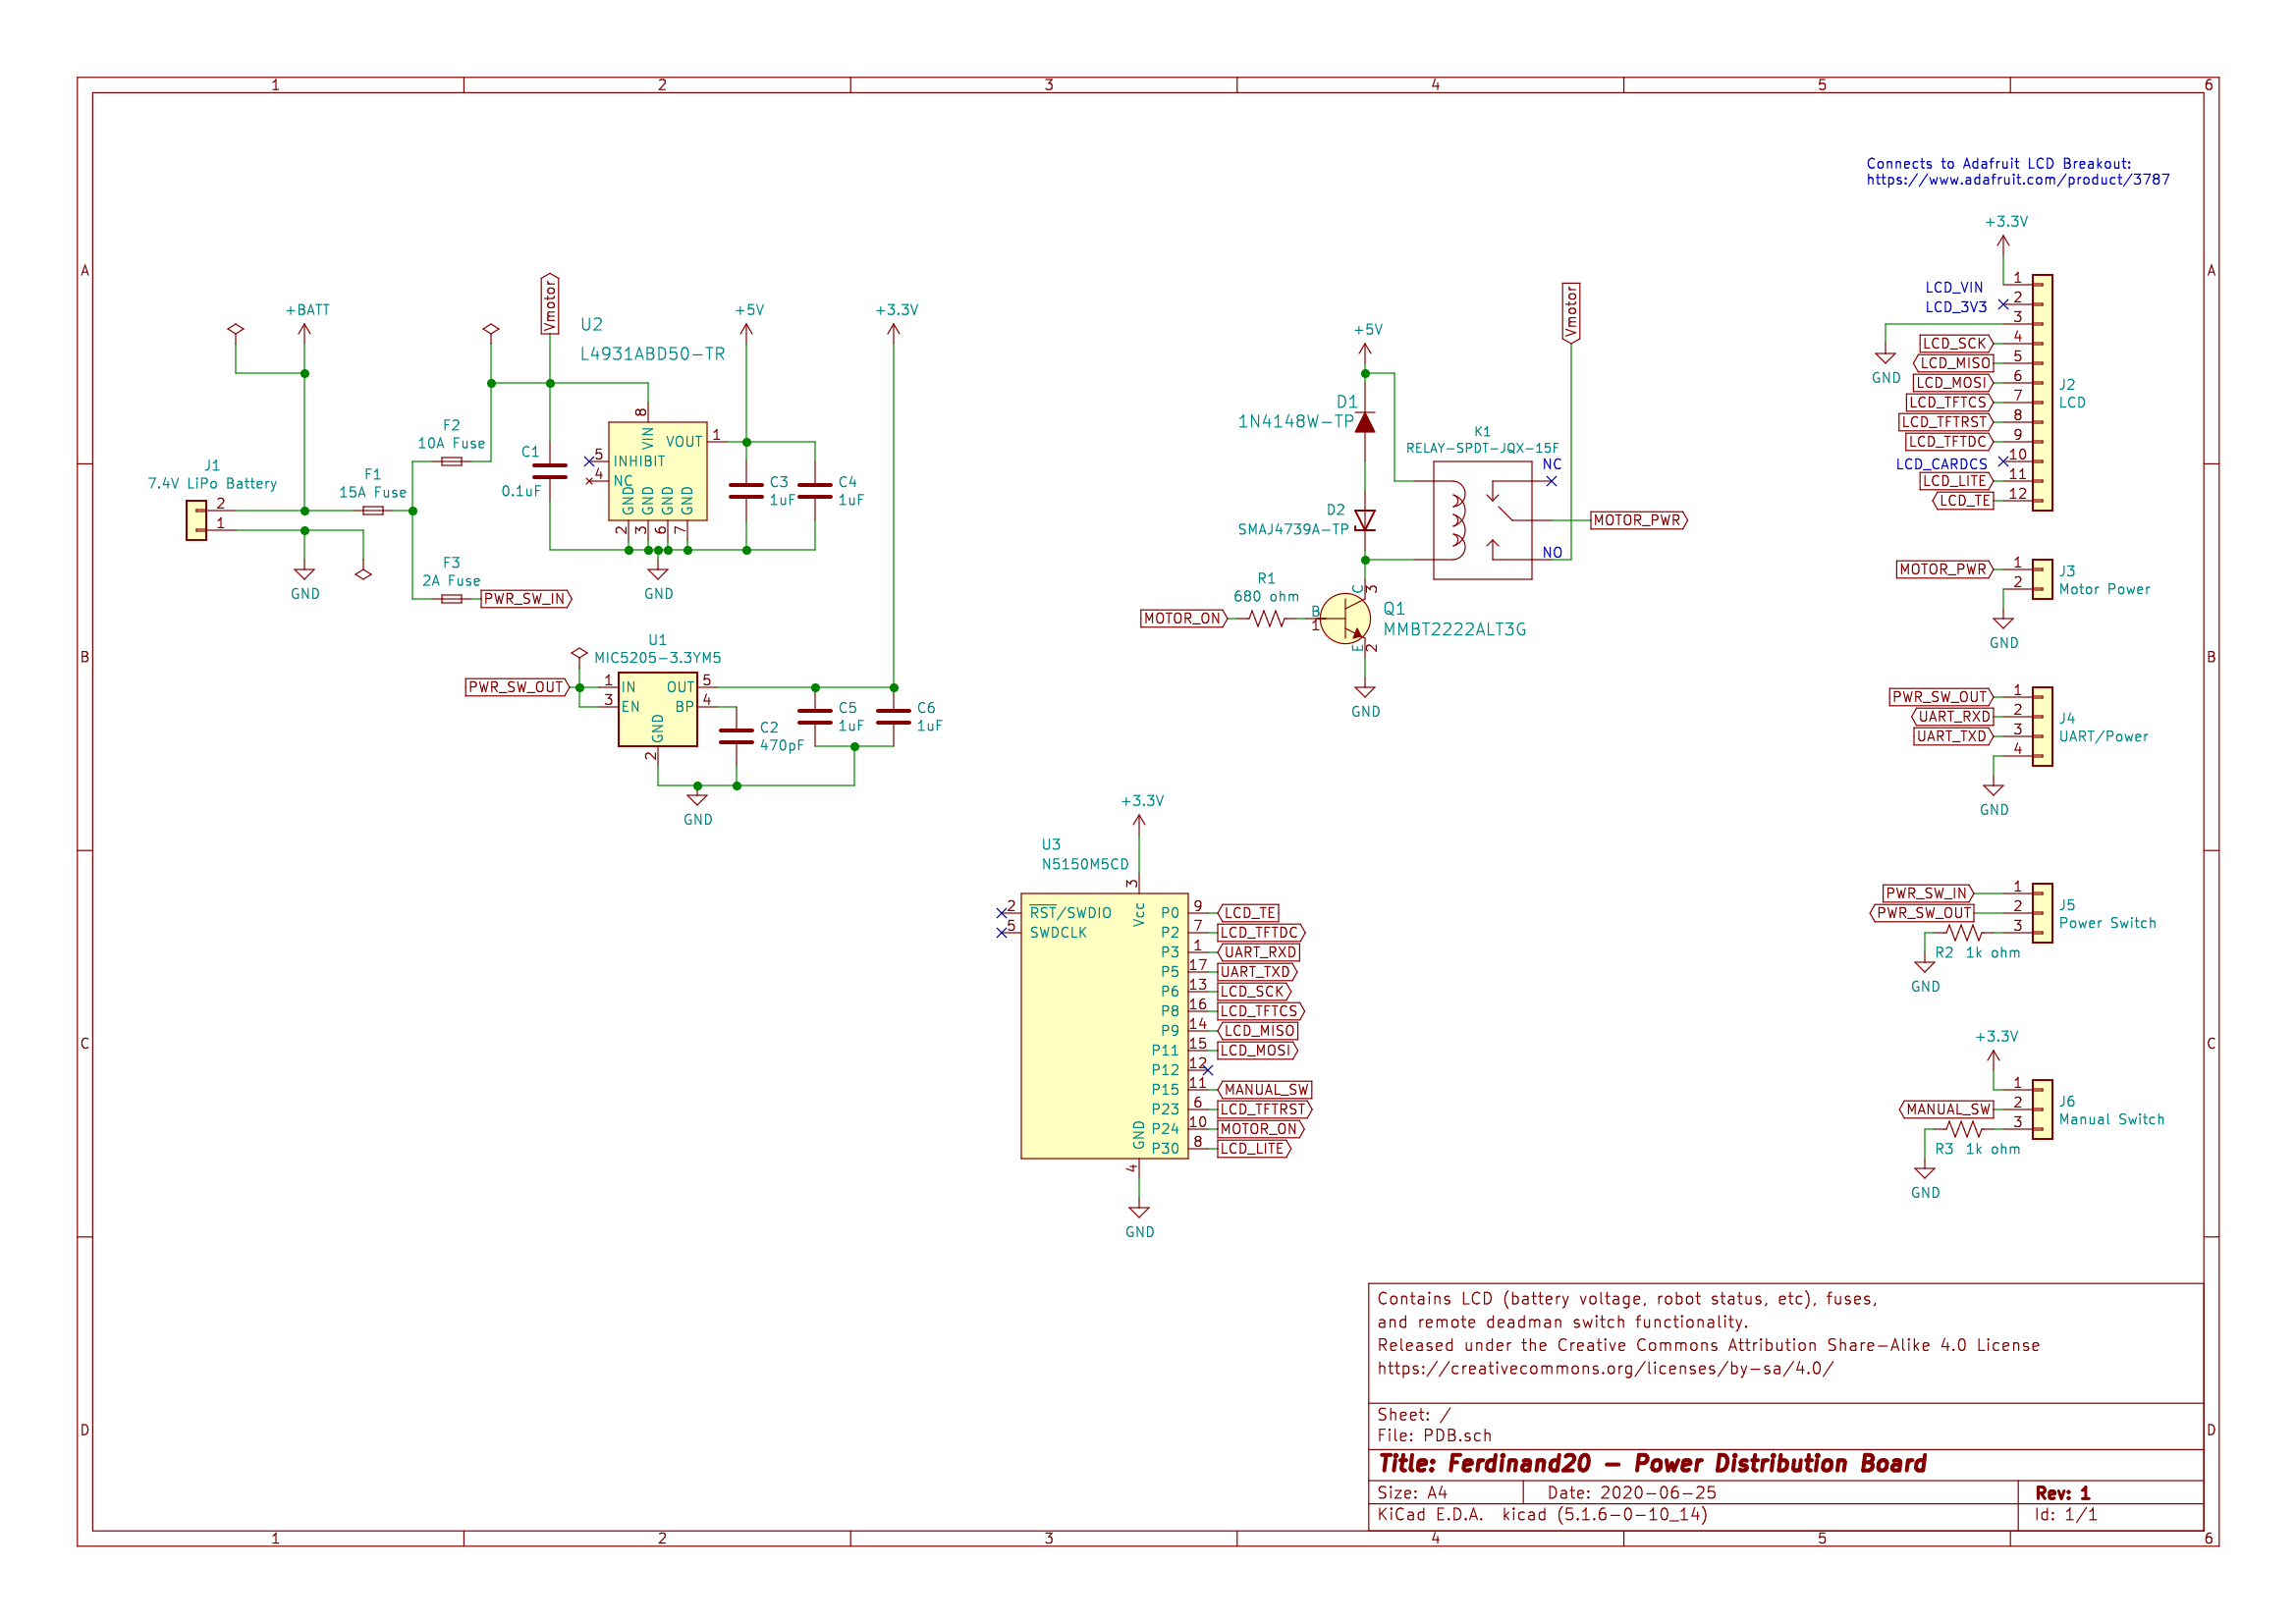 1 2 3 4 5 6
A
B
C
D
A
B
C
D
1 2 3 4 5 6
+BATT
J1
7.4V LiPo Battery
2
1
GND
F1
15A Fuse
F2
10A Fuse
F3
2A Fuse
PWR_SW_IN
Vmotor
C1
0.1uF
U2
L4931ABD50-TR
8
VIN
VOUT
1
5
INHIBIT
4
NC
GND
GND
GND
GND
2
3
6
7
GND
+5V
C3
1uF
C4
1uF
+3.3V
U1
MIC5205-3.3YM5
PWR_SW_OUT
1
IN
OUT
5
3
EN
BP
4
GND
2
C2
470pF
C5
1uF
C6
1uF
GND
+5V
D1
1N4148W-TP
D2
SMAJ4739A-TP
K1
RELAY-SPDT-JQX-15F
NC
NO
Vmotor
MOTOR_PWR
R1
680 ohm
MOTOR_ON
B
1
C
3
E
2
Q1
MMBT2222ALT3G
GND
+3.3V
U3
N5150M5CD
3
Vcc
2
RST/SWDIO
5
SWDCLK
P0 9 LCD_TE
P2 7 LCD_TFTDC
P3 1 UART_RXD
P5 17 UART_TXD
P6 13 LCD_SCK
P8 16 LCD_TFTCS
P9 14 LCD_MISO
P11 15 LCD_MOSI
P12 12
P15 11 MANUAL_SW
P23 6 LCD_TFTRST
P24 10 MOTOR_ON
P30 8 LCD_LITE
GND
4
GND
Connects to Adafruit LCD Breakout:
https://www.adafruit.com/product/3787
+3.3V
LCD_VIN 1
LCD_3V3 2
3
GND
LCD_SCK 4
LCD_MISO 5
LCD_MOSI 6
LCD_TFTCS 7
LCD_TFTRST 8
LCD_TFTDC 9
LCD_CARDCS 10
LCD_LITE 11
LCD_TE 12
J2
LCD
MOTOR_PWR 1
2
J3
Motor Power
GND
PWR_SW_OUT 1
UART_RXD 2
UART_TXD 3
4
J4
UART/Power
GND
PWR_SW_IN 1
PWR_SW_OUT 2
3
J5
Power Switch
R2 1k ohm
GND
+3.3V
1
MANUAL_SW 2
3
J6
Manual Switch
R3 1k ohm
GND
Contains LCD (battery voltage, robot status, etc), fuses,
and remote deadman switch functionality.
Released under the Creative Commons Attribution Share-Alike 4.0 License
https://creativecommons.org/licenses/by-sa/4.0/
Sheet: /
File: PDB.sch
Title: Ferdinand20 - Power Distribution Board
Size: A4 Date: 2020-06-25 Rev: 1
KiCad E.D.A. kicad (5.1.6-0-10_14) Id: 1/1